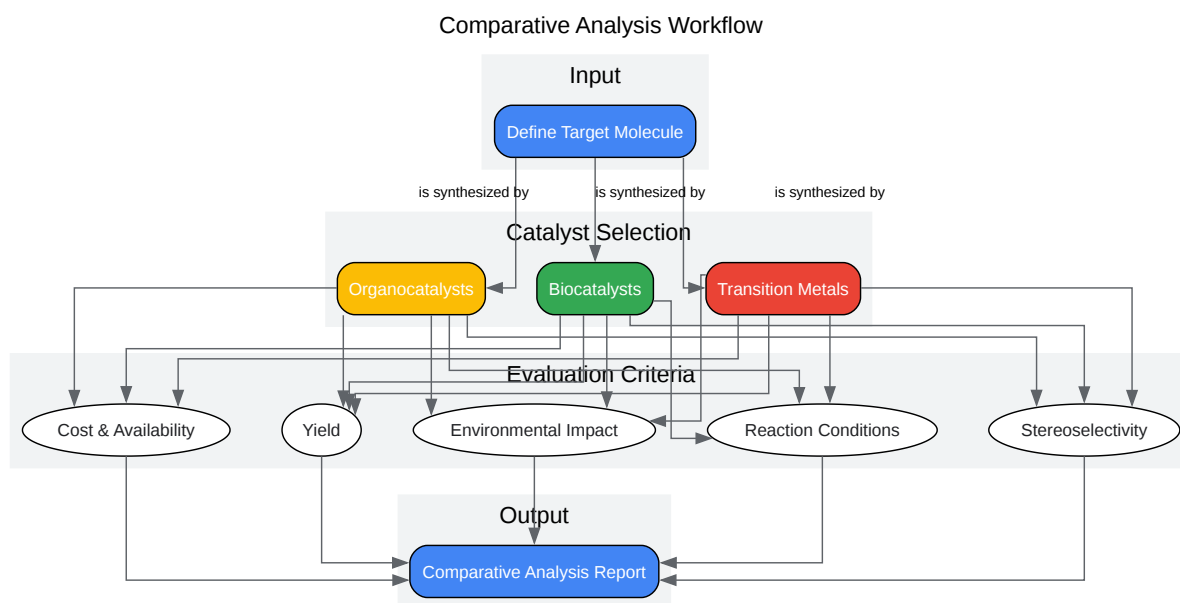 Comparative Analysis Workflow
Input
Define Target Molecule
is synthesized by
is synthesized by
is synthesized by
Catalyst Selection
Organocatalysts
Biocatalysts
Transition Metals
Evaluation Criteria
Cost & Availability
Yield
Environmental Impact
Reaction Conditions
Stereoselectivity
Output
Comparative Analysis Report